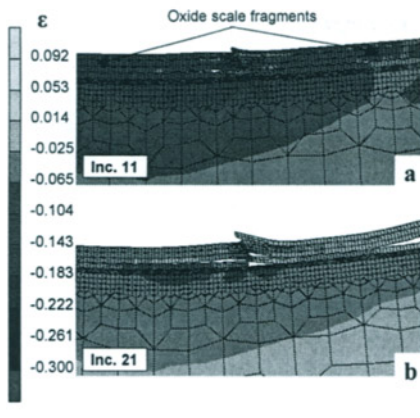 Oxide scale fragments
ε
0.092
0.053
0.014
-0.025
-0.065
-0.104
-0.143
-0.183
-0.222
-0.261
-0.300
Inc. 11
a
Inc. 21
b